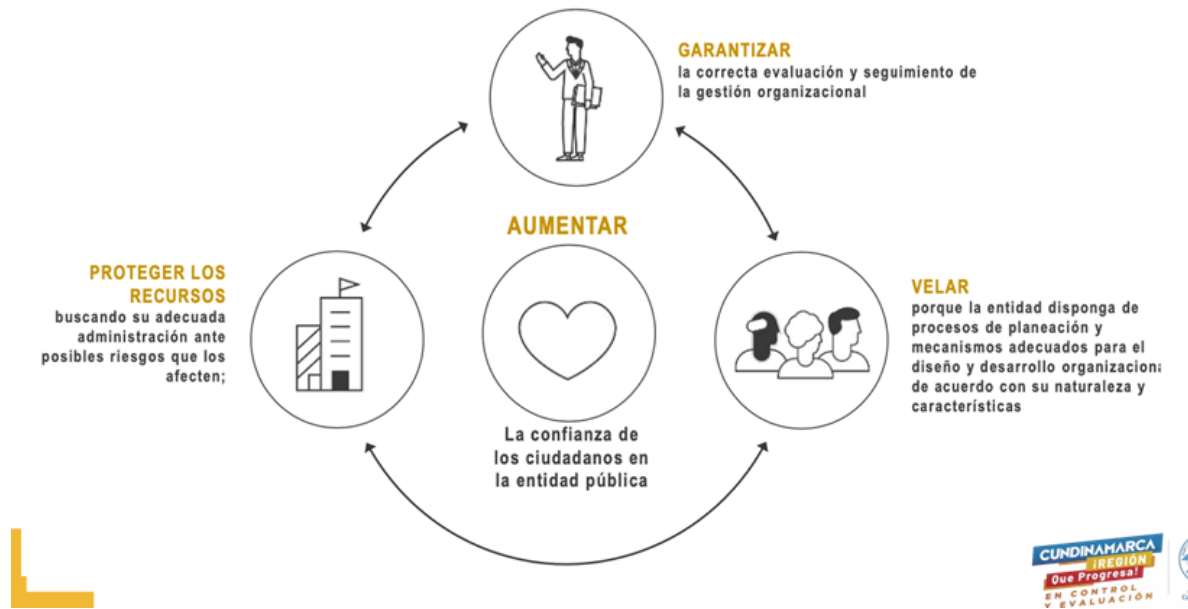 GARANTIZAR
la correcta evaluación y seguimiento de
la gestión organizacional
AUMENTAR
La confianza de
los ciudadanos en
la entidad pública
PROTEGER LOS
RECURSOS
buscando su adecuada
administración ante
posibles riesgos que los
afecten;
VELAR
porque la entidad disponga de
procesos de planeación y
mecanismos adecuados para el
diseño y desarrollo organizaciona
de acuerdo con su naturaleza y
características
CUNDINAMARCA
¡REGIÓN
Que Progresa!
EN CONTROL
Y EVALUACIÓN